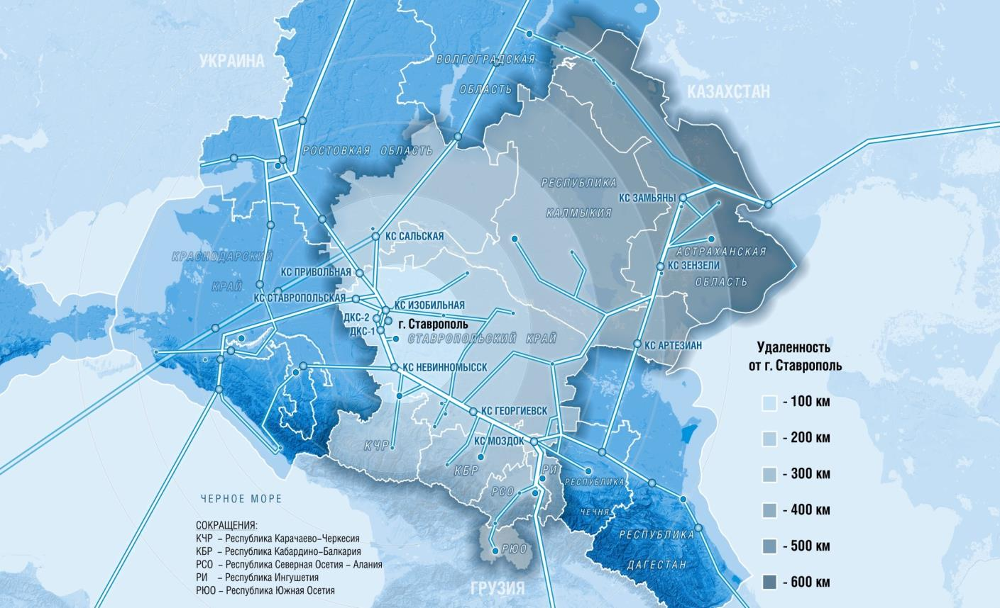 УКРАИНА
ВОЛГОГРАДСКАЯ
ОБЛАСТЬ
КАЗАХСТАН
РОСТОВКАЯ ОБЛАСТЬ
РЕСПУБЛИКА
КАЛМЫКИЯ
КС ЗАМЬЯНЫ
КС САЛЬСКАЯ
АСТРАХАНСКАЯ
ОБЛАСТЬ
КС ЗЕНЗЕЛИ
КРАСНОДАРСКИЙ
КРАЙ
КС ПРИВОЛЬНАЯ
КС СТАВРОПОЛЬСКАЯ
КС ИЗОБИЛЬНАЯ
ДКС-2
г. Ставрополь
ДКС-1
СТАВРОПОЛЬСКИЙ КРАЙ
КС АРТЕЗИАН
КС НЕВИННОМЫССК
КС ГЕОРГИЕВСК
КС МОЗДОК
КЧР
КБР
РИ
РСО
РЕСПУБЛИКА
ЧЕЧНЯ
РЕСПУБЛИКА
ДАГЕСТАН
РЮО
ГРУЗИЯ
ЧЕРНОЕ МОРЕ
СОКРАЩЕНИЯ:
КЧР – Республика Карачаево–Черкесия
КБР – Республика Кабардино–Балкария
РСО – Республика Северная Осетия – Алания
РИ – Республика Ингушетия
РЮО – Республика Южная Осетия
Удаленность
от г. Ставрополь
- 100 км
- 200 км
- 300 км
- 400 км
- 500 км
- 600 км